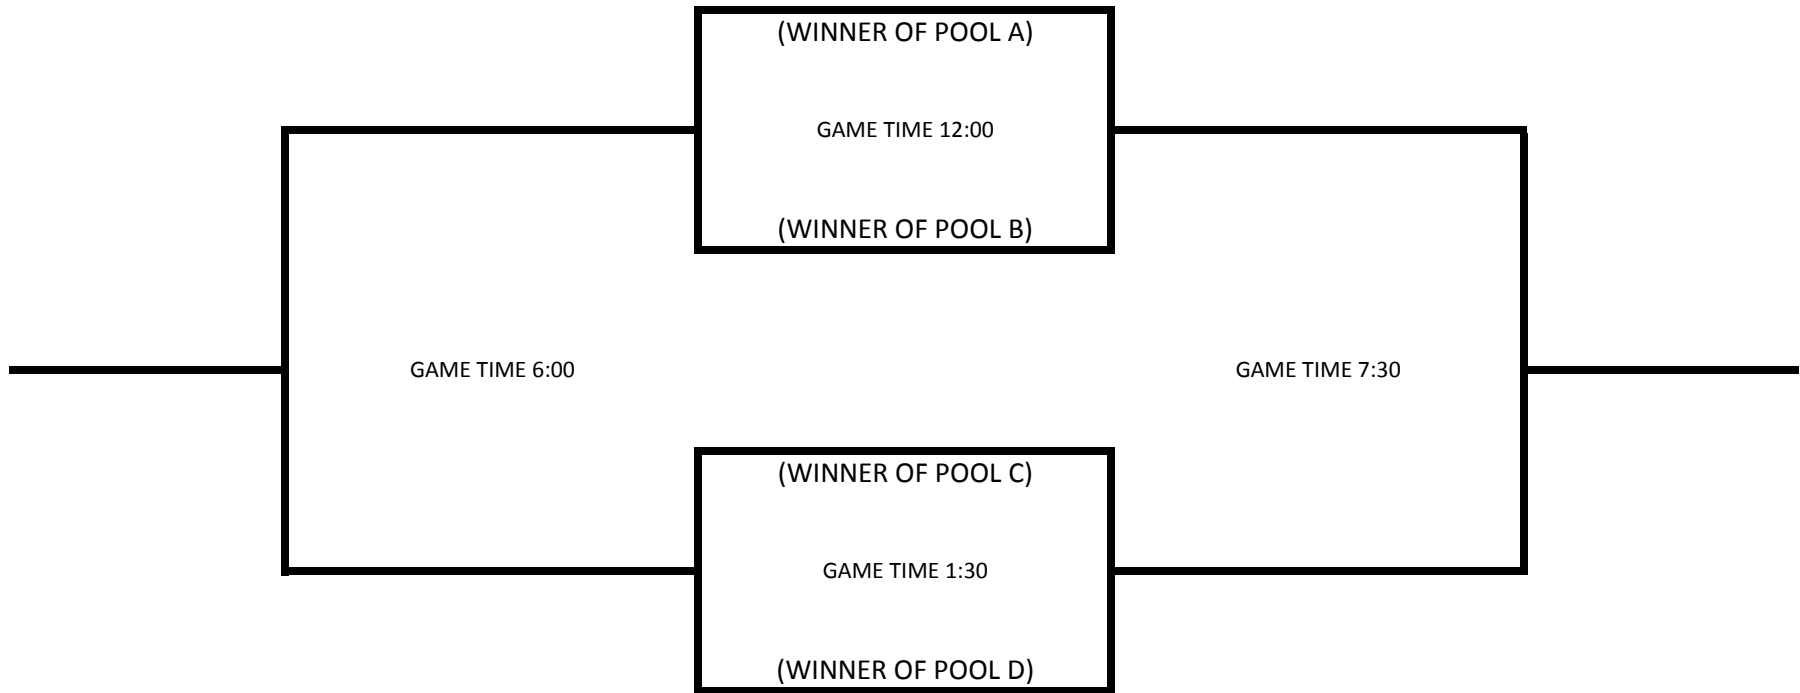 (WINNER OF POOL A)
GAME TIME 12:00
(WINNER OF POOL B)
GAME TIME 6:00
GAME TIME 7:30
(WINNER OF POOL C)
GAME TIME 1:30
(WINNER OF POOL D)